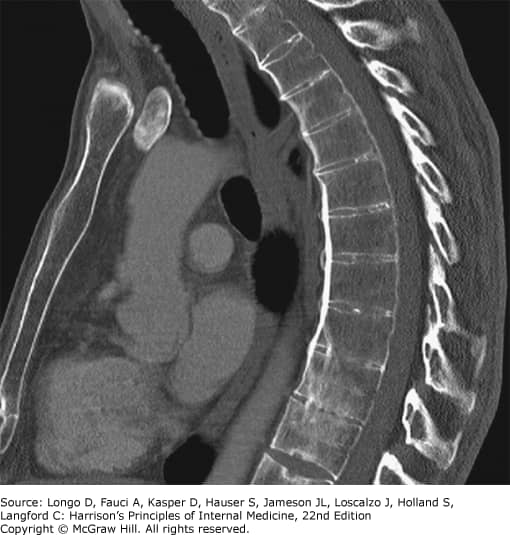 Source: Longo D, Fauci A, Kasper D, Hauser S, Jameson JL, Loscalzo J, Holland S,
Langford C: Harrison's Principles of Internal Medicine, 22nd Edition
Copyright © McGraw Hill. All rights reserved.